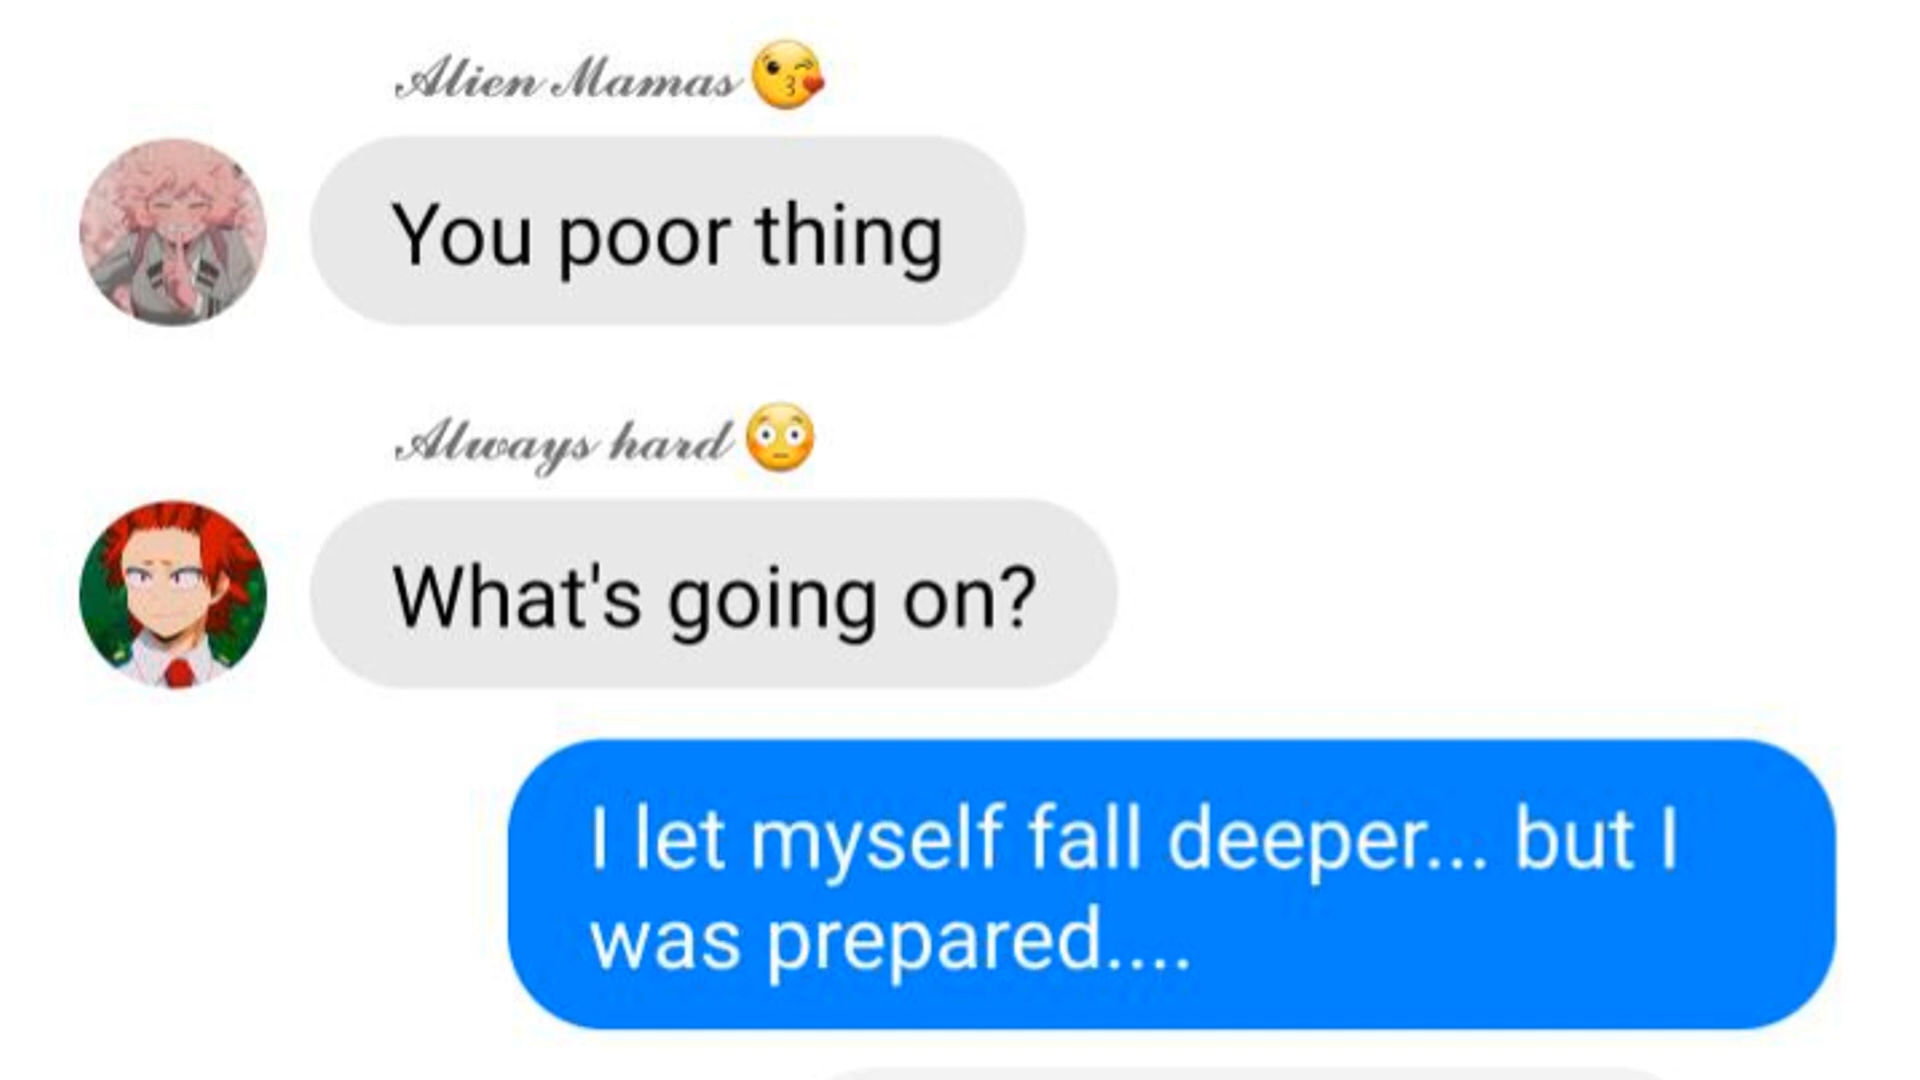 Alien Mamas😘
You poor thing
Always hard😳
What's going on?
I let myself fall deeper... but I
was prepared....